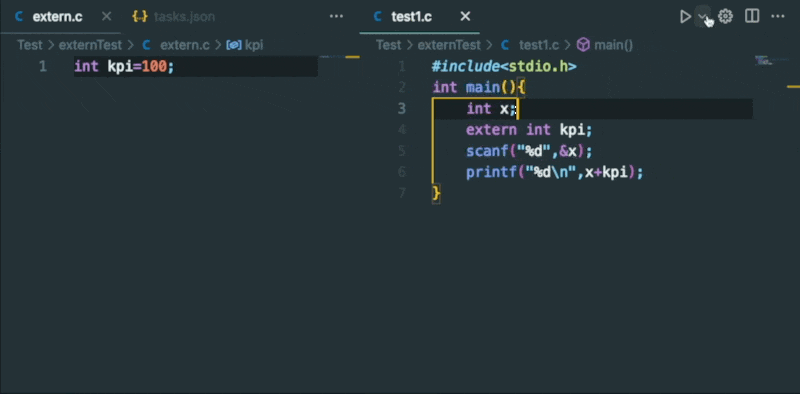 extern.c
tasks.json
Test > externTest > C extern.c > kpi
1 int kpi=100;
test1.c
Test > externTest > C test1.c > main()
1 #include<stdio.h>
2 int main(){
3 int x;
4 extern int kpi;
5 scanf("%d",&x);
6 printf("%d\n",x+kpi);
7 }